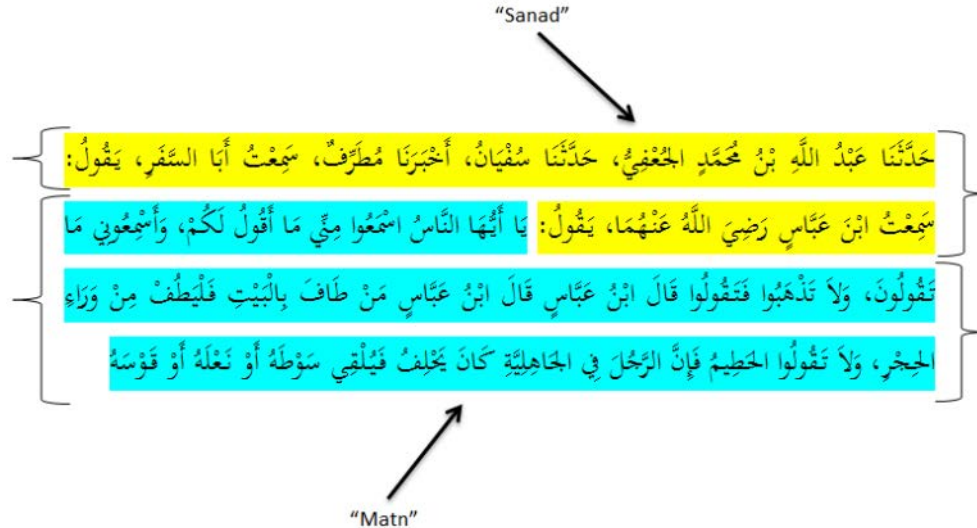 “Sanad”
حَدَّثَنَا عَبْدُ اللَّهِ بْنُ مُحَمَّدٍ الجُعْفِيُّ، حَدَّثَنَا سُفْيَانُ، أَخْبَرَنَا مُطَرِّفٌ، سَمِعْتُ أَبَا السَّفَرِ، يَقُولُ:
سَمِعْتُ ابْنَ عَبَّاسٍ رَضِيَ اللَّهُ عَنْهُمَا، يَقُولُ: يَا أَيُّهَا النَّاسُ اسْمَعُوا مِنِّي مَا أَقُولُ لَكُمْ، وَأَسْمِعُونِي مَا
تَقُولُونَ، وَلاَ تَذْهَبُوا فَتَقُولُوا قَالَ ابْنُ عَبَّاسٍ قَالَ ابْنُ عَبَّاسٍ مَنْ طَافَ بِالْبَيْتِ فَلْيَطُفْ مِنْ وَرَاءِ
الحِجْرِ، وَلاَ تَقُولُوا الحَطِيمُ فَإِنَّ الرَّجُلَ فِي الجَاهِلِيَّةِ كَانَ يَحْلِفُ فَيُلْقِي سَوْطَهُ أَوْ نَعْلَهُ أَوْ قَوْسَهُ
“Matn”